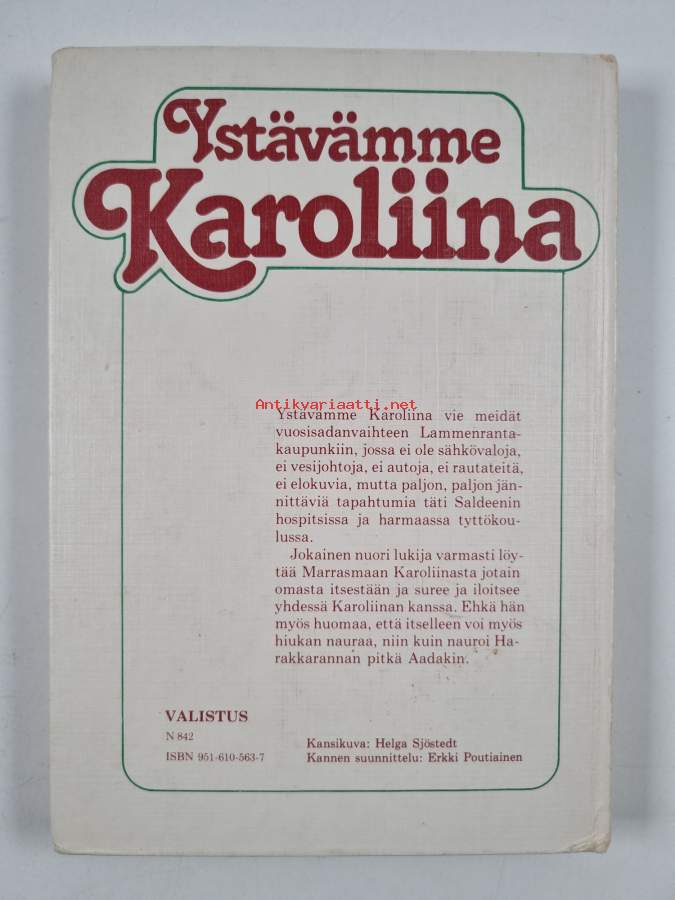 Ystävämme
Karoliina
Antikvariaatti.net
Ystävämme Karoliina vie meidät
vuosisadanvaihteen Lammenranta-
kaupunkiin, jossa ei ole sähkövaloja,
ei vesijohtoja, ei autoja, ei rautateitä,
ei elokuvia, mutta paljon, paljon jän-
nittäviä tapahtumia täti Saldeenin
hospitsissa ja harmaassa tyttökou-
lussa.
Jokainen nuori lukija varmasti löy-
tää Marrasmaan Karoliinasta jotain
omasta itsestään ja suree ja iloitsee
yhdessä Karoliinan kanssa. Ehkä hän
myös huomaa, että itselleen voi myös
hiukan nauraa, niin kuin nauroi Ha-
rakkarannan pitkä Aadakin.
VALISTUS
N 842
ISBN 951-610-563-7
Kansikuva: Helga Sjöstedt
Kannen suunnittelu: Erkki Poutiainen